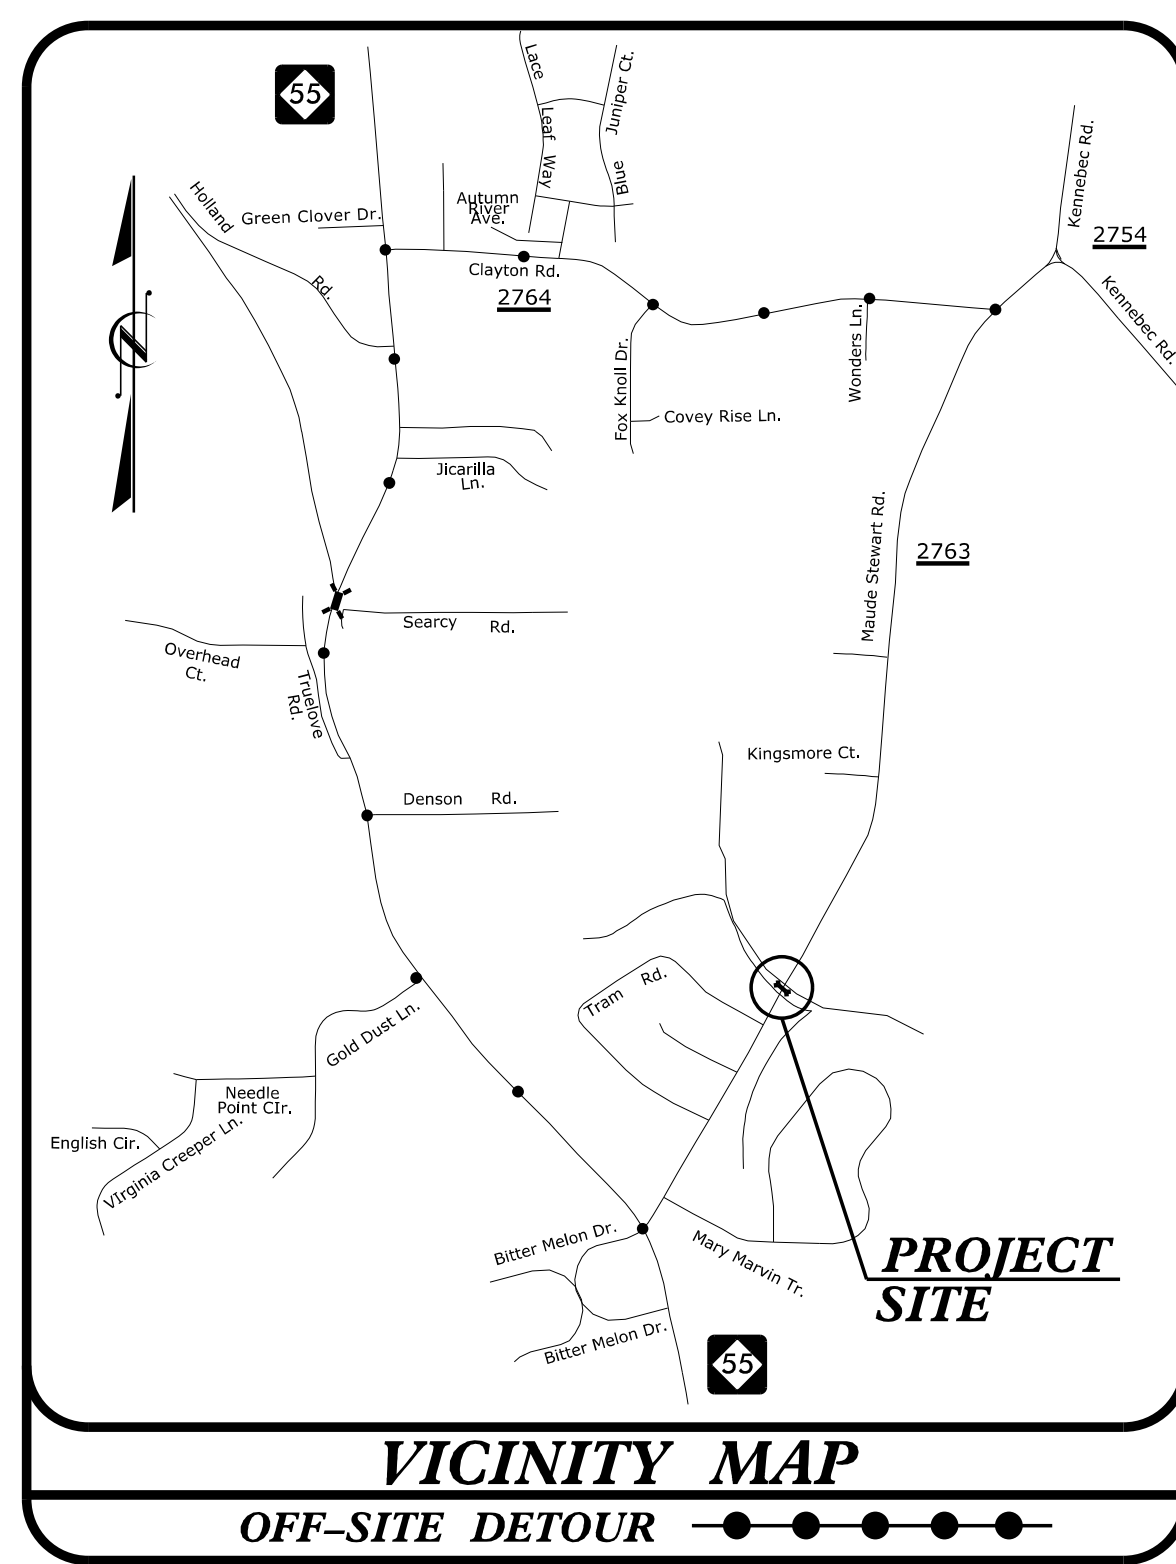 55
Lace
Leaf Way
Juniper Ct.
Blue
Kennebec Rd.
2754
Kennebec Rd.
Holland
Rd.
Green Clover Dr.
Autumn
River
Ave.
Clayton Rd.
2764
Fox Knoll Dr.
Covey Rise Ln.
Wonders Ln.
Jicarilla
Ln.
Maude Stewart Rd.
2763
Searcy Rd.
Overhead
Ct.
Truelove
Rd.
Kingsmore Ct.
Denson Rd.
Tram Rd.
Gold Dust Ln.
Needle
Point CIr.
English Cir.
VIrginia Creeper Ln.
Bitter Melon Dr.
Mary Marvin Tr.
PROJECT
SITE
Bitter Melon Dr.
55
VICINITY MAP
OFF–SITE DETOUR